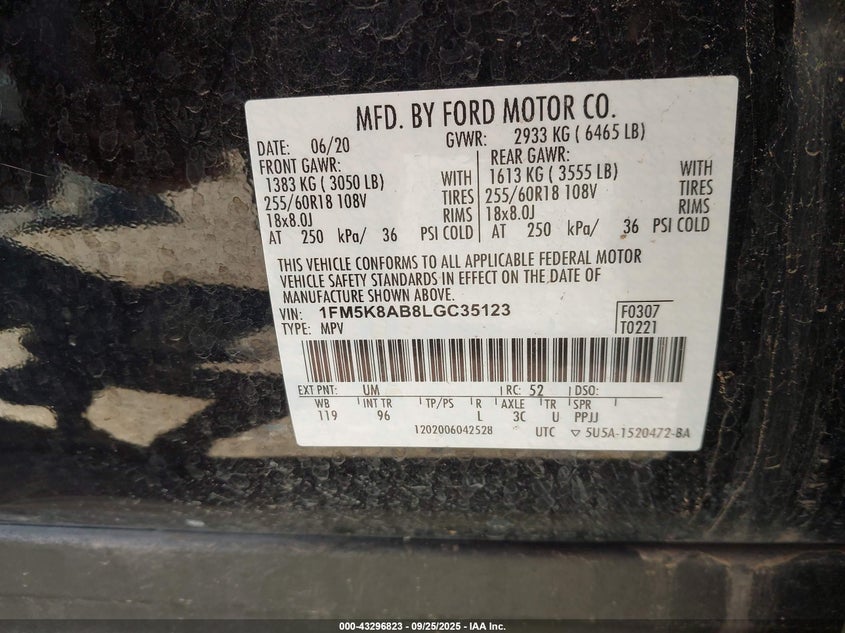 MFD. BY FORD MOTOR CO.
DATE: 06/20 GVWR: 2933 KG ( 6465 LB)
FRONT GAWR: REAR GAWR:
1383 KG ( 3050 LB) WITH 1613 KG ( 3555 LB) WITH
255/60R18 108V TIRES 255/60R18 108V TIRES
18x8.0J RIMS 18x8.0J RIMS
AT 250 kPa/ 36 PSI COLD AT 250 kPa/ 36 PSI COLD
THIS VEHICLE CONFORMS TO ALL APPLICABLE FEDERAL MOTOR
VEHICLE SAFETY STANDARDS IN EFFECT ON THE DATE OF
MANUFACTURE SHOWN ABOVE.
VIN: 1FM5K8AB8LGC35123 F0307
TYPE: MPV T0221
EXT PNT: UM RC: 52 DSO:
WB INT TR TP/PS R AXLE TR SPR
119 96 L 3C U PPJJ
1202006042528 UTC ▽ 5U5A-1520472-BA
000-43296823 - 09/25/2025 - IAA Inc.